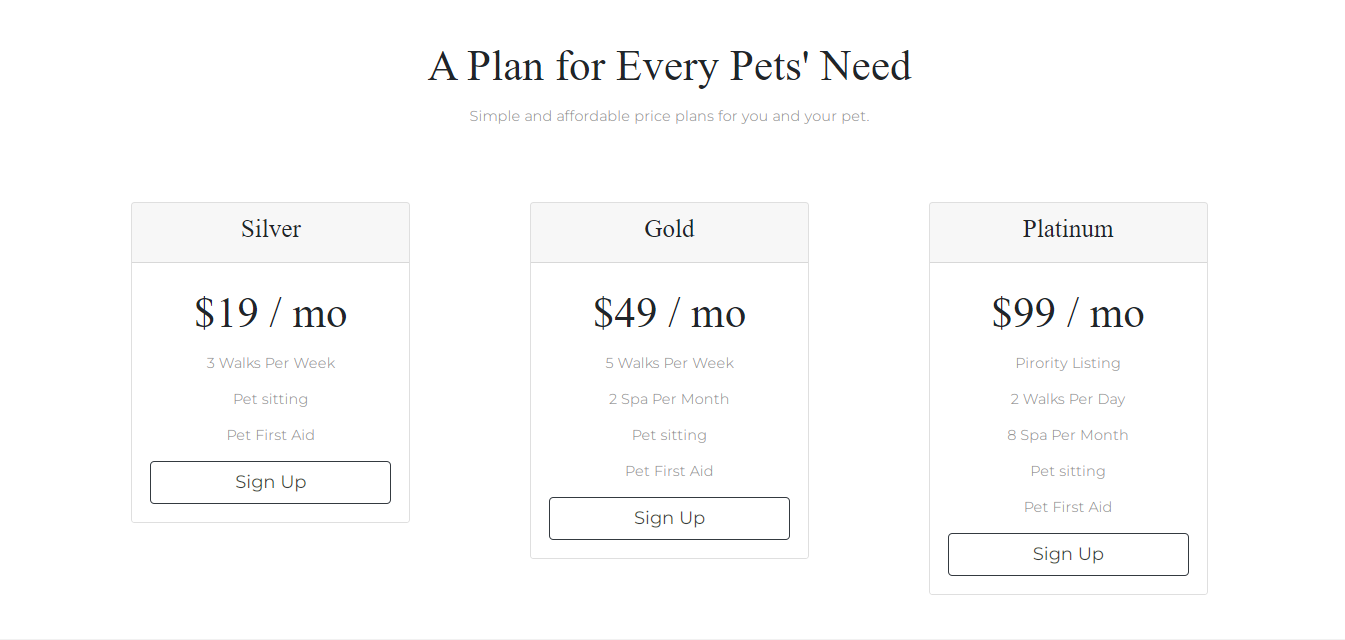 A Plan for Every Pets' Need
Simple and affordable price plans for you and your pet.
Silver
$19 / mo
3 Walks Per Week
Pet sitting
Pet First Aid
Sign Up
Gold
$49 / mo
5 Walks Per Week
2 Spa Per Month
Pet sitting
Pet First Aid
Sign Up
Platinum
$99 / mo
Pirority Listing
2 Walks Per Day
8 Spa Per Month
Pet sitting
Pet First Aid
Sign Up